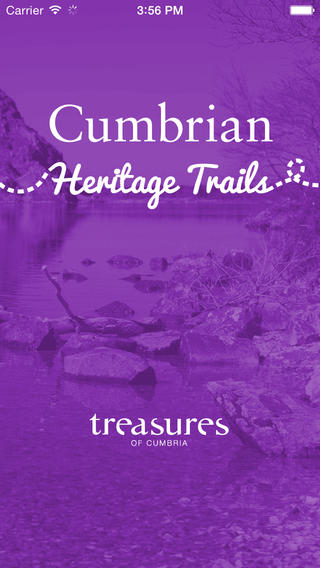 Carrier 3:56 PM
Cumbrian
Heritage Trails
treasures
OF CUMBRIA